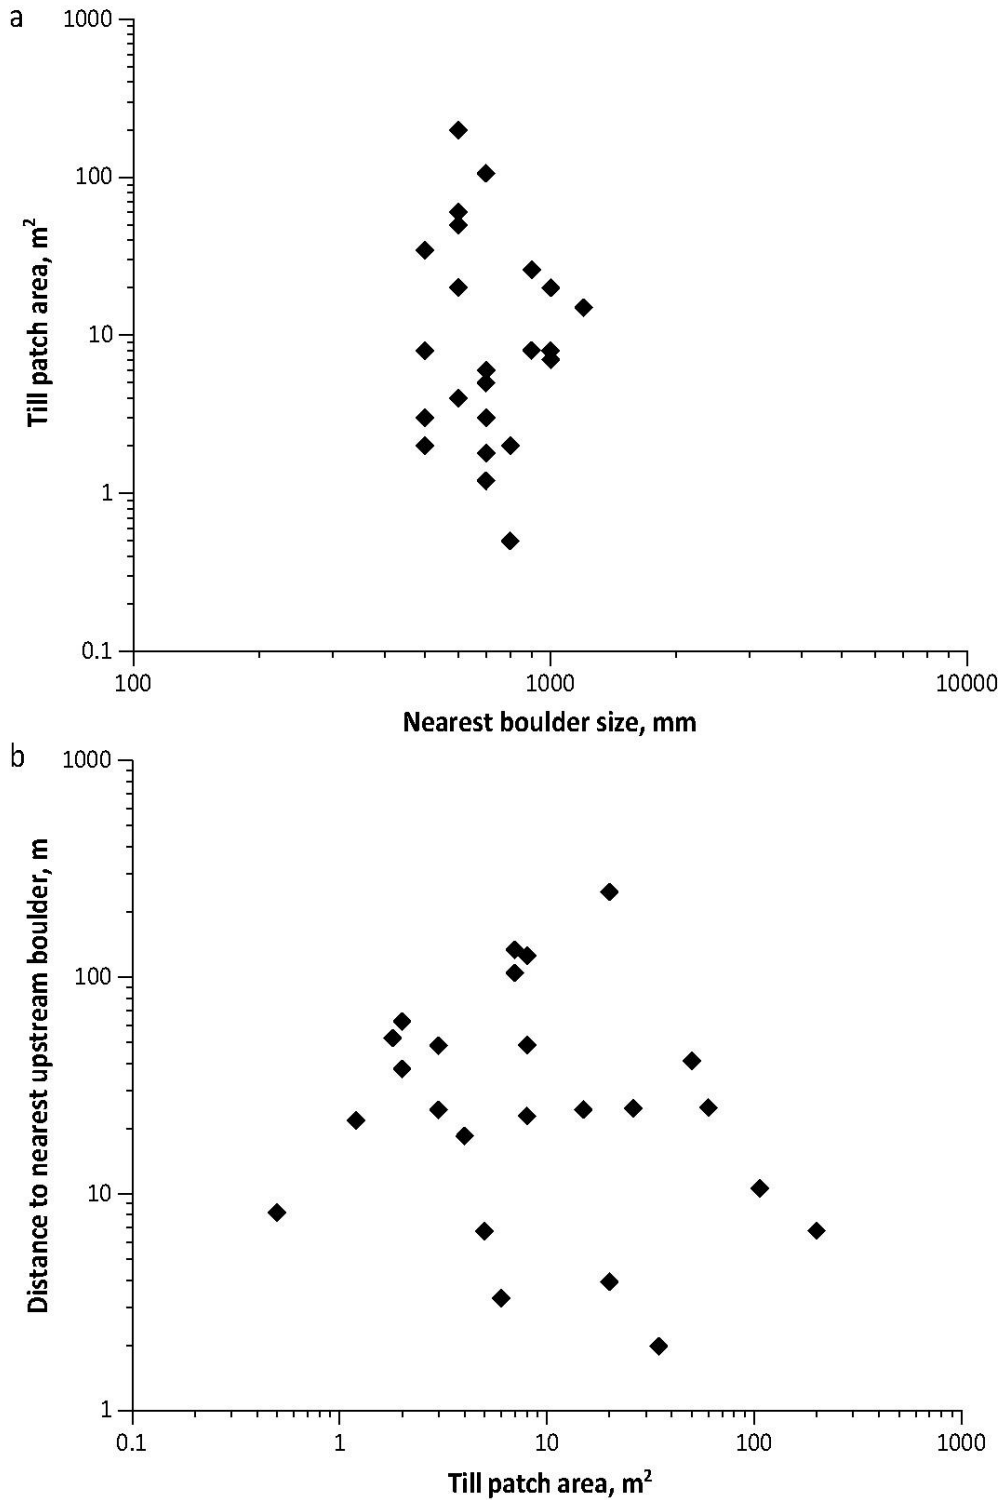 a
1000
100
10
1
0.1
Till patch area, m²
100 1000 10000
Nearest boulder size, mm
b
1000
100
10
1
Distance to nearest upstream boulder, m
0.1 1 10 100 1000
Till patch area, m²